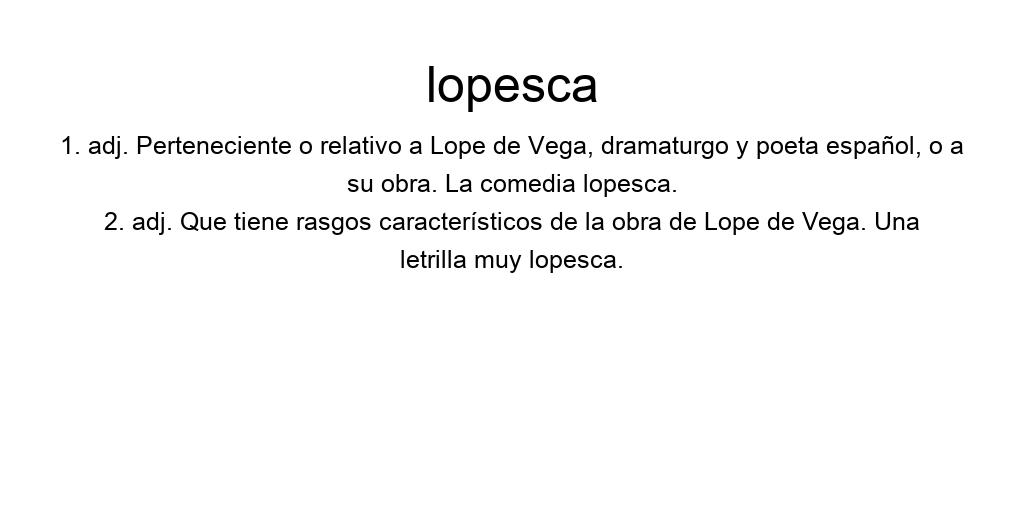 lopesca
1. adj. Perteneciente o relativo a Lope de Vega, dramaturgo y poeta español, o a
su obra. La comedia lopesca.
2. adj. Que tiene rasgos característicos de la obra de Lope de Vega. Una
letrilla muy lopesca.